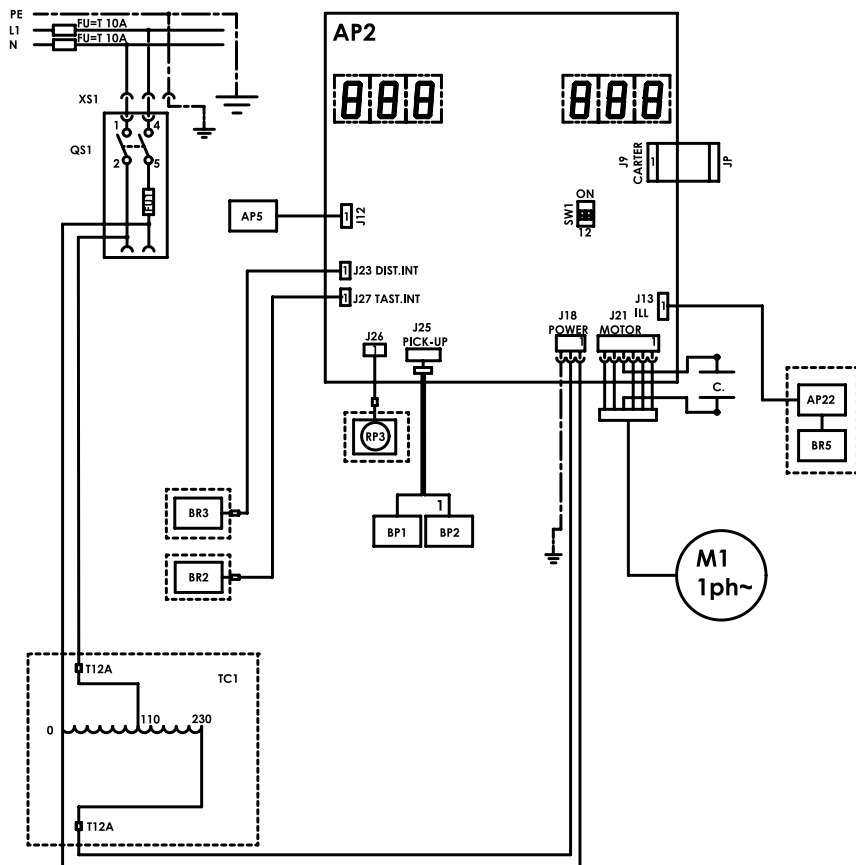 PE
L1
N
FU=T 10A
FU=T 10A
XS1
QS1
1
4
2
5
FU1
AP2
888
888
J9
CARTER
1
JP
ON
SW1
12
AP5
1
J12
1
J23 DIST.INT
1
J27 TAST.INT
J26
1
RP3
J25
PICK-UP
J18
POWER
1
J21
MOTOR
1
J13
ILL
1
C.
AP22
BR5
BR3
BR2
1
BP1
BP2
M1
1ph~
T12A
TC1
0
110
230
T12A